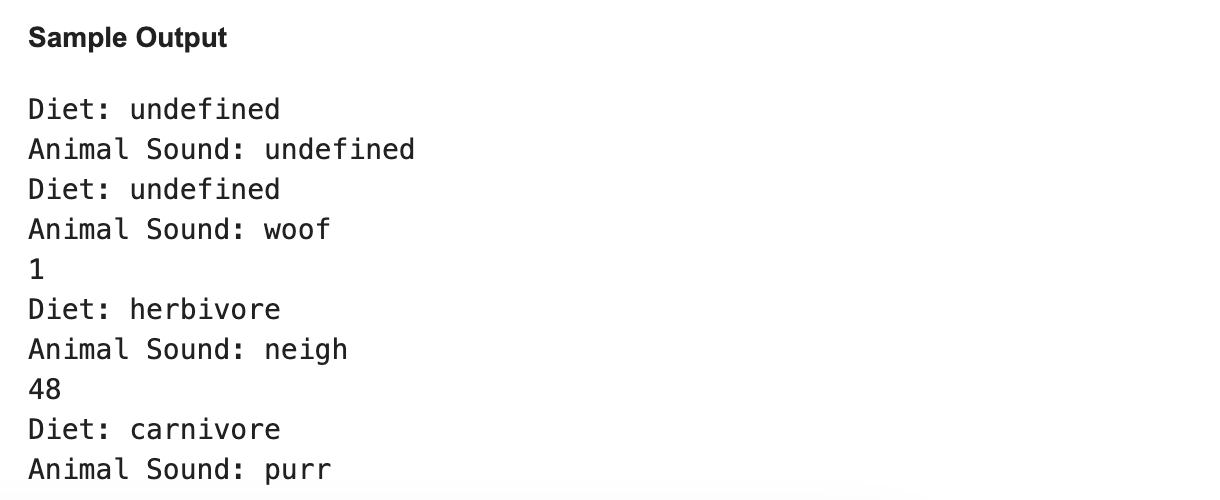 Sample Output
Diet: undefined
Animal Sound: undefined
Diet: undefined
Animal Sound: woof
1
Diet: herbivore
Animal Sound: neigh
48
Diet: carnivore
Animal Sound: purr